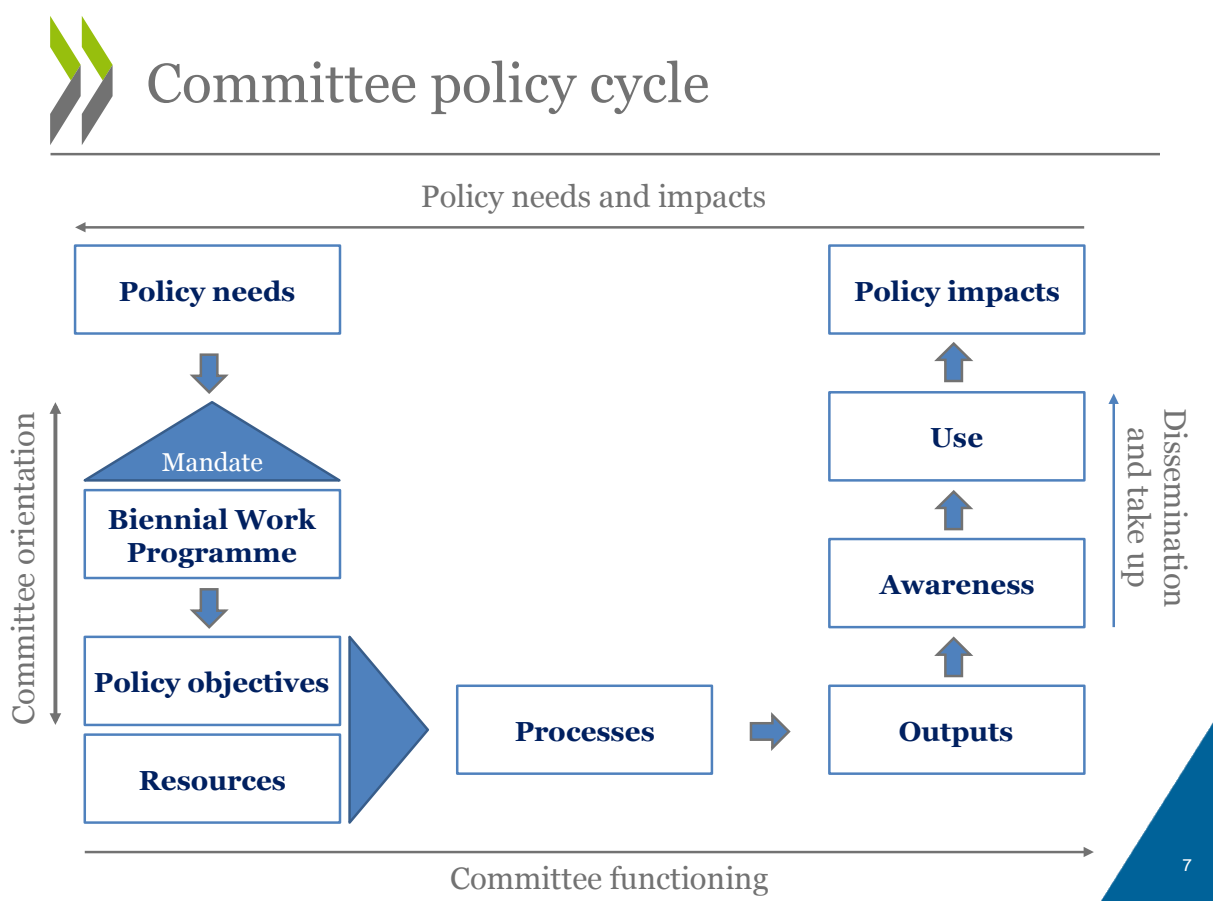 Committee policy cycle
Policy needs and impacts
Policy needs
Policy impacts
Committee orientation
Mandate
Use
Dissemination
and take up
Biennial Work
Programme
Awareness
Policy objectives
Processes
Outputs
Resources
Committee functioning
7